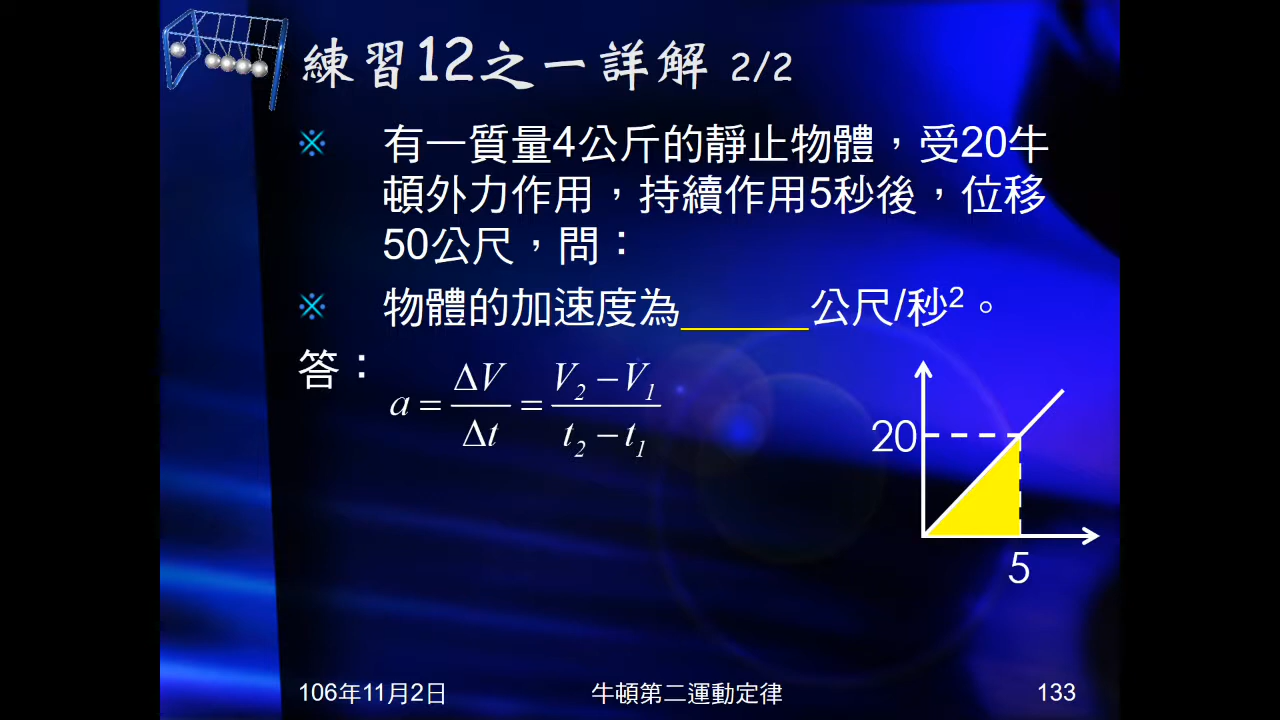 練習12之一詳解 2/2
※ 有一質量4公斤的靜止物體，受20牛
頓外力作用，持續作用5秒後，位移
50公尺，問：
※ 物體的加速度為______公尺/秒²。
答：
a = ΔV/Δt = (V₂ − V₁)/(t₂ − t₁)
20
5
106年11月2日
牛頓第二運動定律
133